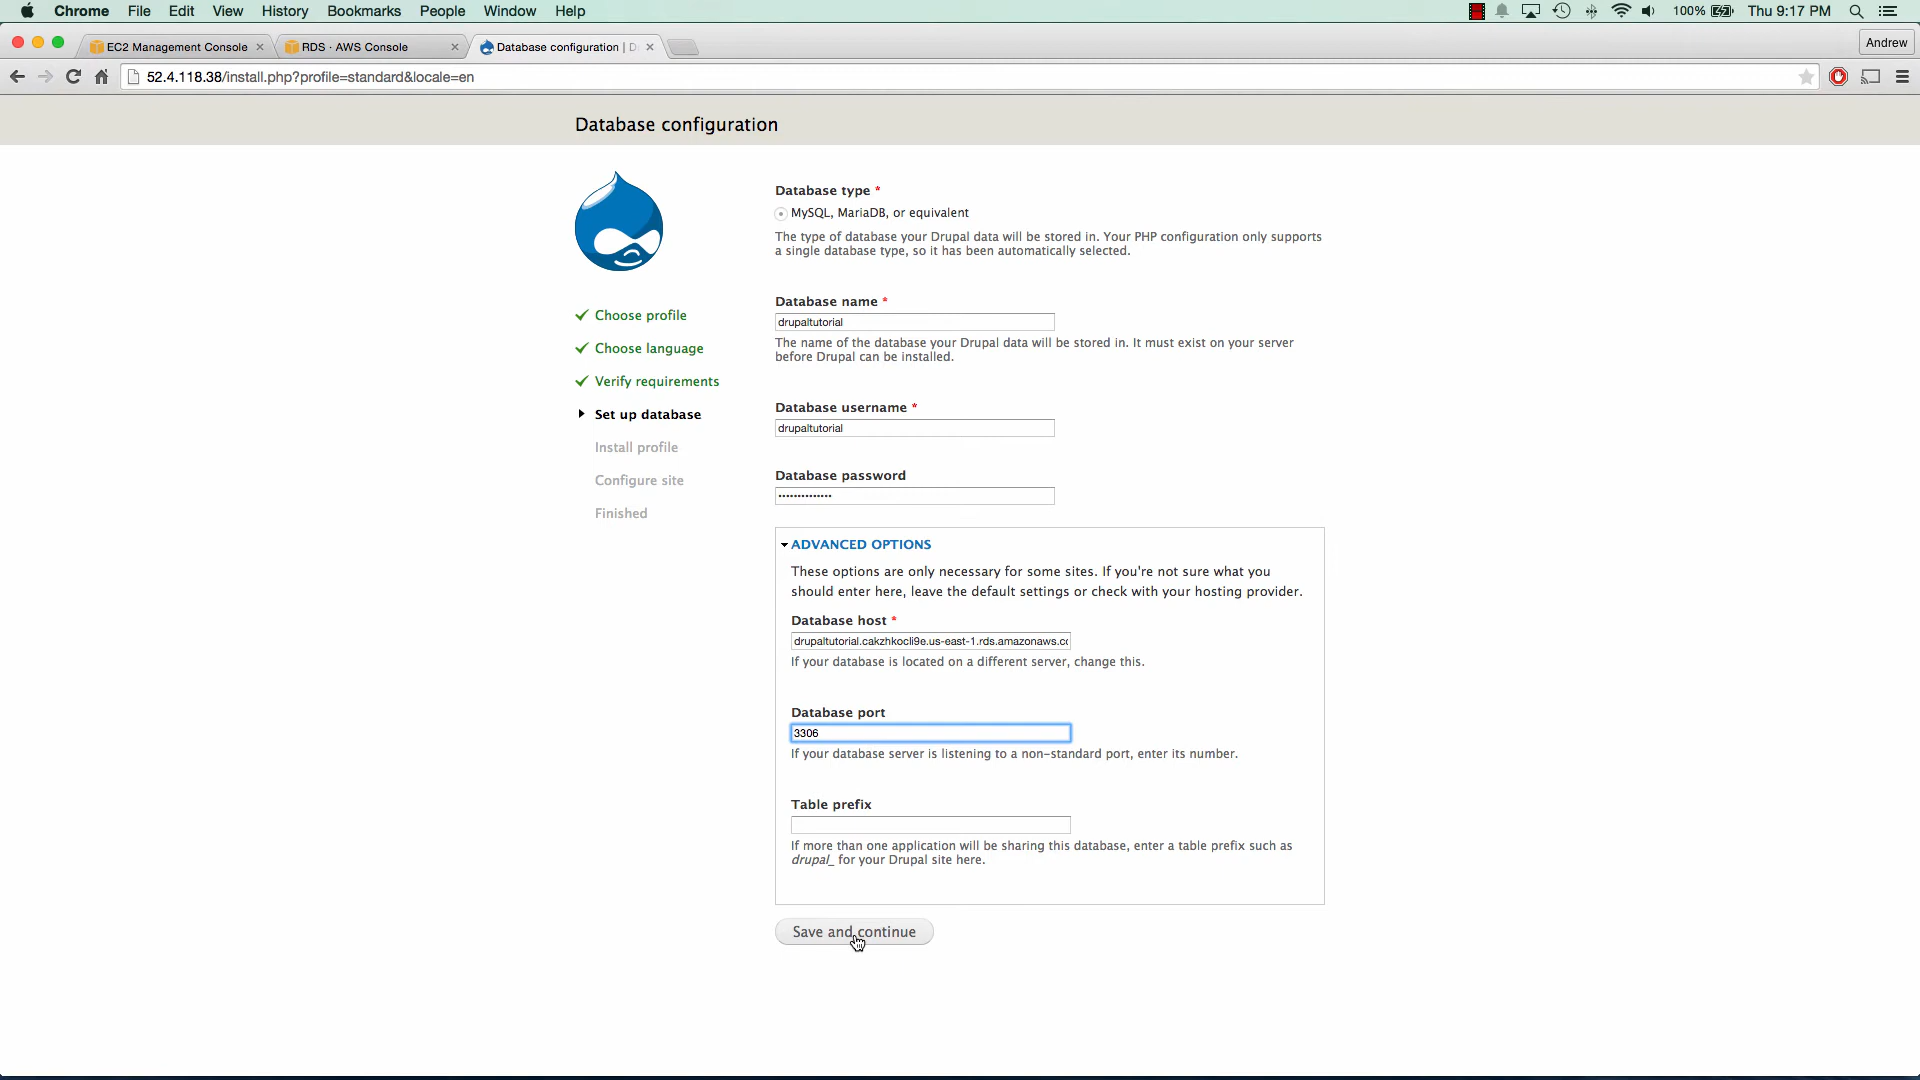 Chrome File Edit View History Bookmarks People Window Help 100% Thu 9:17 PM
EC2 Management Console RDS · AWS Console Database configuration | D Andrew
52.4.118.38/install.php?profile=standard&locale=en
Database configuration
Database type *
MySQL, MariaDB, or equivalent
The type of database your Drupal data will be stored in. Your PHP configuration only supports
a single database type, so it has been automatically selected.
Choose profile
Choose language
Verify requirements
Set up database
Install profile
Configure site
Finished
Database name *
drupaltutorial
The name of the database your Drupal data will be stored in. It must exist on your server
before Drupal can be installed.
Database username *
drupaltutorial
Database password
••••••••••••••
ADVANCED OPTIONS
These options are only necessary for some sites. If you're not sure what you
should enter here, leave the default settings or check with your hosting provider.
Database host *
drupaltutorial.cakzhkocli9e.us-east-1.rds.amazonaws.co
If your database is located on a different server, change this.
Database port
3306
If your database server is listening to a non-standard port, enter its number.
Table prefix
If more than one application will be sharing this database, enter a table prefix such as
drupal_ for your Drupal site here.
Save and continue